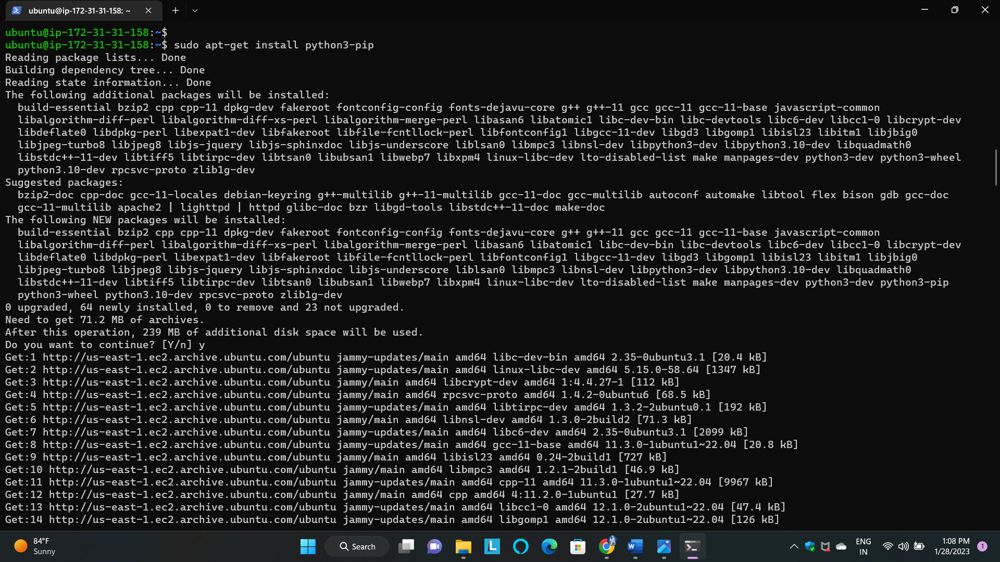 ubuntu@ip-172-31-31-158: ~
ubuntu@ip-172-31-31-158:~$
ubuntu@ip-172-31-31-158:~$ sudo apt-get install python3-pip
Reading package lists... Done
Building dependency tree... Done
Reading state information... Done
The following additional packages will be installed:
build-essential bzip2 cpp cpp-11 dpkg-dev fakeroot fontconfig-config fonts-dejavu-core g++ g++-11 gcc gcc-11 gcc-11-base javascript-common
libalgorithm-diff-perl libalgorithm-diff-xs-perl libalgorithm-merge-perl libasan6 libatomic1 libc-dev-bin libc-devtools libc6-dev libcc1-0 libcrypt-dev
libdeflate0 libdpkg-perl libexpat1-dev libfakeroot libfile-fcntllock-perl libfontconfig1 libgcc-11-dev libgd3 libgomp1 libisl23 libitm1 libjbig0
libjpeg-turbo8 libjpeg8 libjs-jquery libjs-sphinxdoc libjs-underscore liblsan0 libmpc3 libnsl-dev libpython3-dev libpython3.10-dev libquadmath0
libstdc++-11-dev libtiff5 libtirpc-dev libtsan0 libubsan1 libwebp7 libxpm4 linux-libc-dev lto-disabled-list make manpages-dev python3-dev python3-wheel
python3.10-dev rpcsvc-proto zlib1g-dev
Suggested packages:
bzip2-doc cpp-doc gcc-11-locales debian-keyring g++-multilib g++-11-multilib gcc-11-doc gcc-multilib autoconf automake libtool flex bison gdb gcc-doc
gcc-11-multilib apache2 | lighttpd | httpd glibc-doc bzr libgd-tools libstdc++-11-doc make-doc
The following NEW packages will be installed:
build-essential bzip2 cpp cpp-11 dpkg-dev fakeroot fontconfig-config fonts-dejavu-core g++ g++-11 gcc gcc-11 gcc-11-base javascript-common
libalgorithm-diff-perl libalgorithm-diff-xs-perl libalgorithm-merge-perl libasan6 libatomic1 libc-dev-bin libc-devtools libc6-dev libcc1-0 libcrypt-dev
libdeflate0 libdpkg-perl libexpat1-dev libfakeroot libfile-fcntllock-perl libfontconfig1 libgcc-11-dev libgd3 libgomp1 libisl23 libitm1 libjbig0
libjpeg-turbo8 libjpeg8 libjs-jquery libjs-sphinxdoc libjs-underscore liblsan0 libmpc3 libnsl-dev libpython3-dev libpython3.10-dev libquadmath0
libstdc++-11-dev libtiff5 libtirpc-dev libtsan0 libubsan1 libwebp7 libxpm4 linux-libc-dev lto-disabled-list make manpages-dev python3-dev python3-pip
python3-wheel python3.10-dev rpcsvc-proto zlib1g-dev
0 upgraded, 64 newly installed, 0 to remove and 23 not upgraded.
Need to get 71.2 MB of archives.
After this operation, 239 MB of additional disk space will be used.
Do you want to continue? [Y/n] y
Get:1 http://us-east-1.ec2.archive.ubuntu.com/ubuntu jammy-updates/main amd64 libc-dev-bin amd64 2.35-0ubuntu3.1 [20.4 kB]
Get:2 http://us-east-1.ec2.archive.ubuntu.com/ubuntu jammy-updates/main amd64 linux-libc-dev amd64 5.15.0-58.64 [1347 kB]
Get:3 http://us-east-1.ec2.archive.ubuntu.com/ubuntu jammy/main amd64 libcrypt-dev amd64 1:4.4.27-1 [112 kB]
Get:4 http://us-east-1.ec2.archive.ubuntu.com/ubuntu jammy/main amd64 rpcsvc-proto amd64 1.4.2-0ubuntu6 [68.5 kB]
Get:5 http://us-east-1.ec2.archive.ubuntu.com/ubuntu jammy-updates/main amd64 libtirpc-dev amd64 1.3.2-2ubuntu0.1 [192 kB]
Get:6 http://us-east-1.ec2.archive.ubuntu.com/ubuntu jammy/main amd64 libnsl-dev amd64 1.3.0-2build2 [71.3 kB]
Get:7 http://us-east-1.ec2.archive.ubuntu.com/ubuntu jammy-updates/main amd64 libc6-dev amd64 2.35-0ubuntu3.1 [2099 kB]
Get:8 http://us-east-1.ec2.archive.ubuntu.com/ubuntu jammy-updates/main amd64 gcc-11-base amd64 11.3.0-1ubuntu1~22.04 [20.8 kB]
Get:9 http://us-east-1.ec2.archive.ubuntu.com/ubuntu jammy/main amd64 libisl23 amd64 0.24-2build1 [727 kB]
Get:10 http://us-east-1.ec2.archive.ubuntu.com/ubuntu jammy/main amd64 libmpc3 amd64 1.2.1-2build1 [46.9 kB]
Get:11 http://us-east-1.ec2.archive.ubuntu.com/ubuntu jammy-updates/main amd64 cpp-11 amd64 11.3.0-1ubuntu1~22.04 [9967 kB]
Get:12 http://us-east-1.ec2.archive.ubuntu.com/ubuntu jammy/main amd64 cpp amd64 4:11.2.0-1ubuntu1 [27.7 kB]
Get:13 http://us-east-1.ec2.archive.ubuntu.com/ubuntu jammy-updates/main amd64 libcc1-0 amd64 12.1.0-2ubuntu1~22.04 [47.4 kB]
Get:14 http://us-east-1.ec2.archive.ubuntu.com/ubuntu jammy-updates/main amd64 libgomp1 amd64 12.1.0-2ubuntu1~22.04 [126 kB]
84°F
Sunny
Search
L
W
ENG
IN
1:08 PM
1/28/2023
1